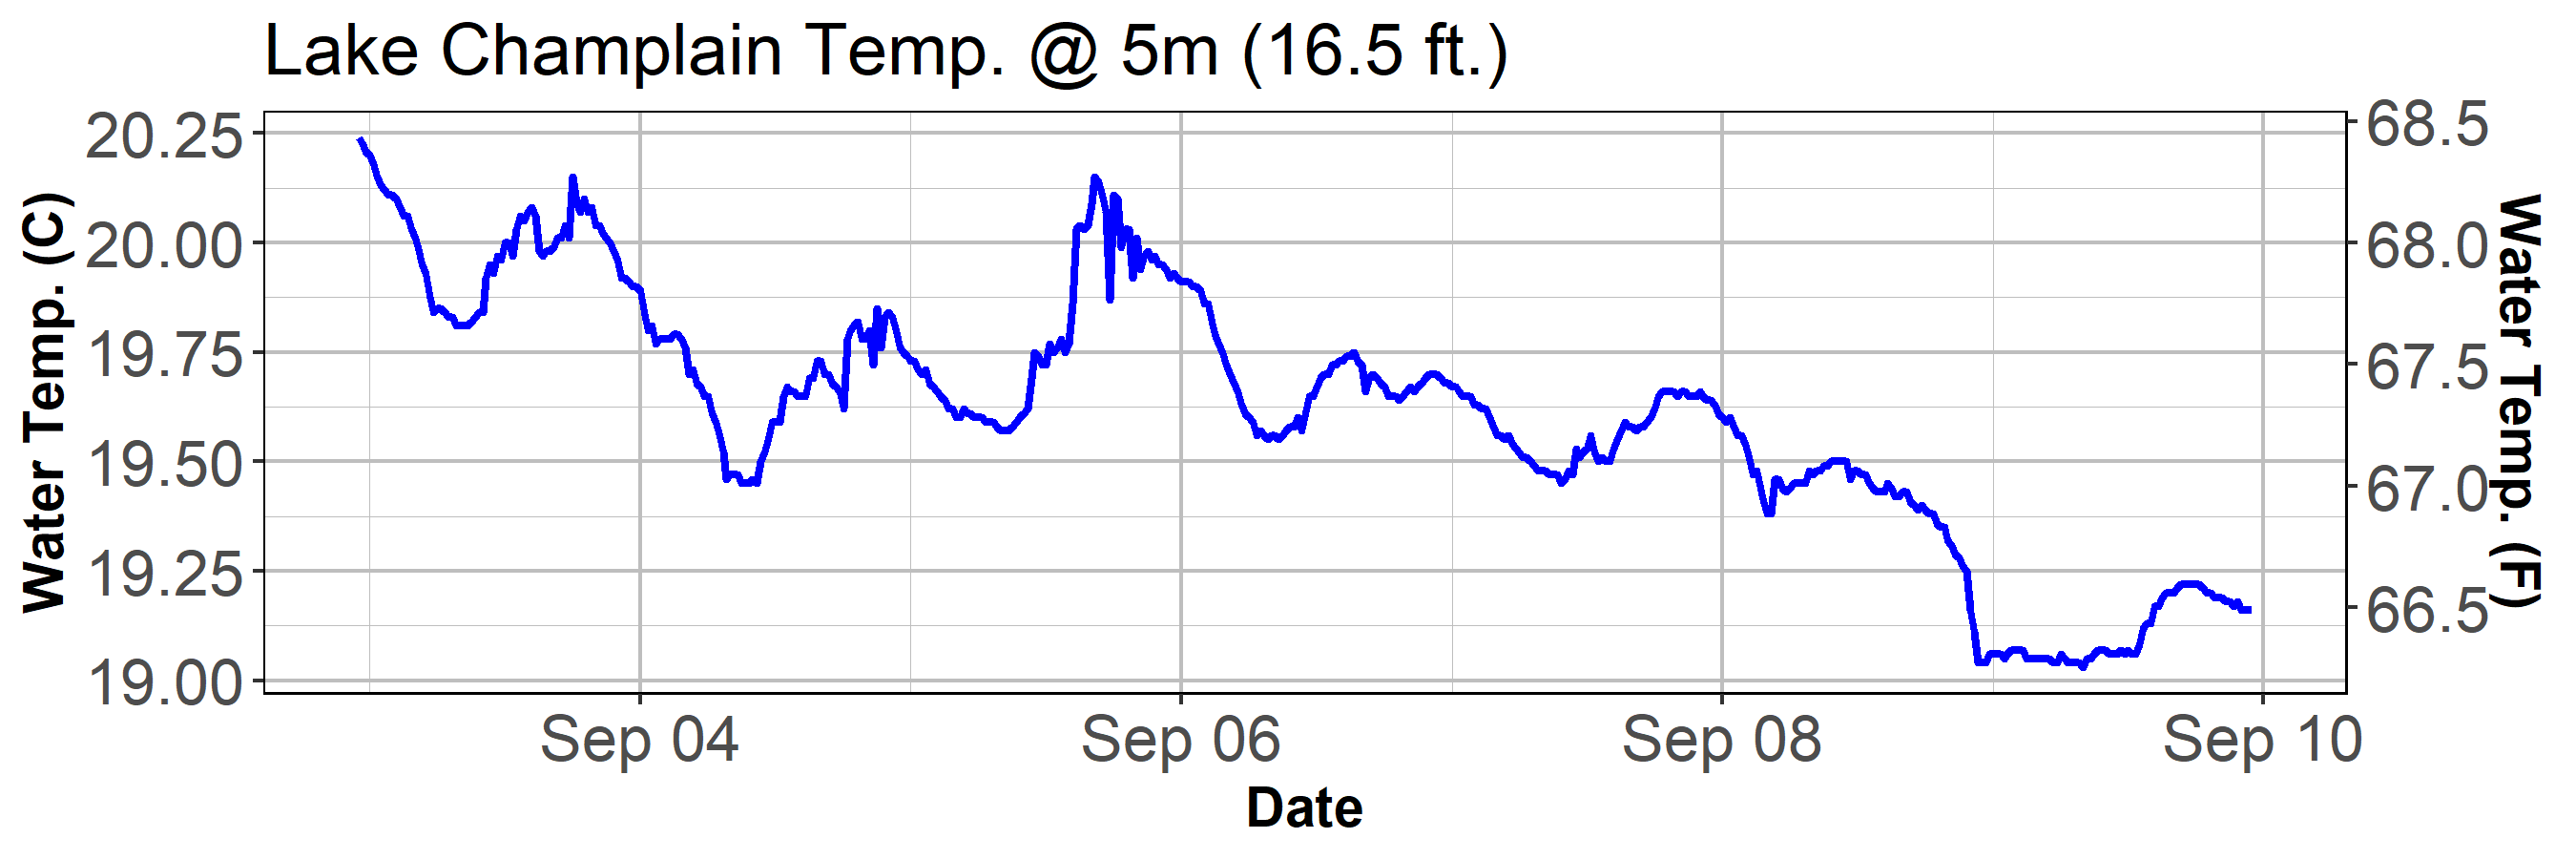 Lake Champlain Temp. @ 5m (16.5 ft.)
Water Temp. (C)
20.25
20.00
19.75
19.50
19.25
19.00
68.5
68.0
67.5
67.0
66.5
Water Temp. (F)
Sep 04
Sep 06
Sep 08
Sep 10
Date